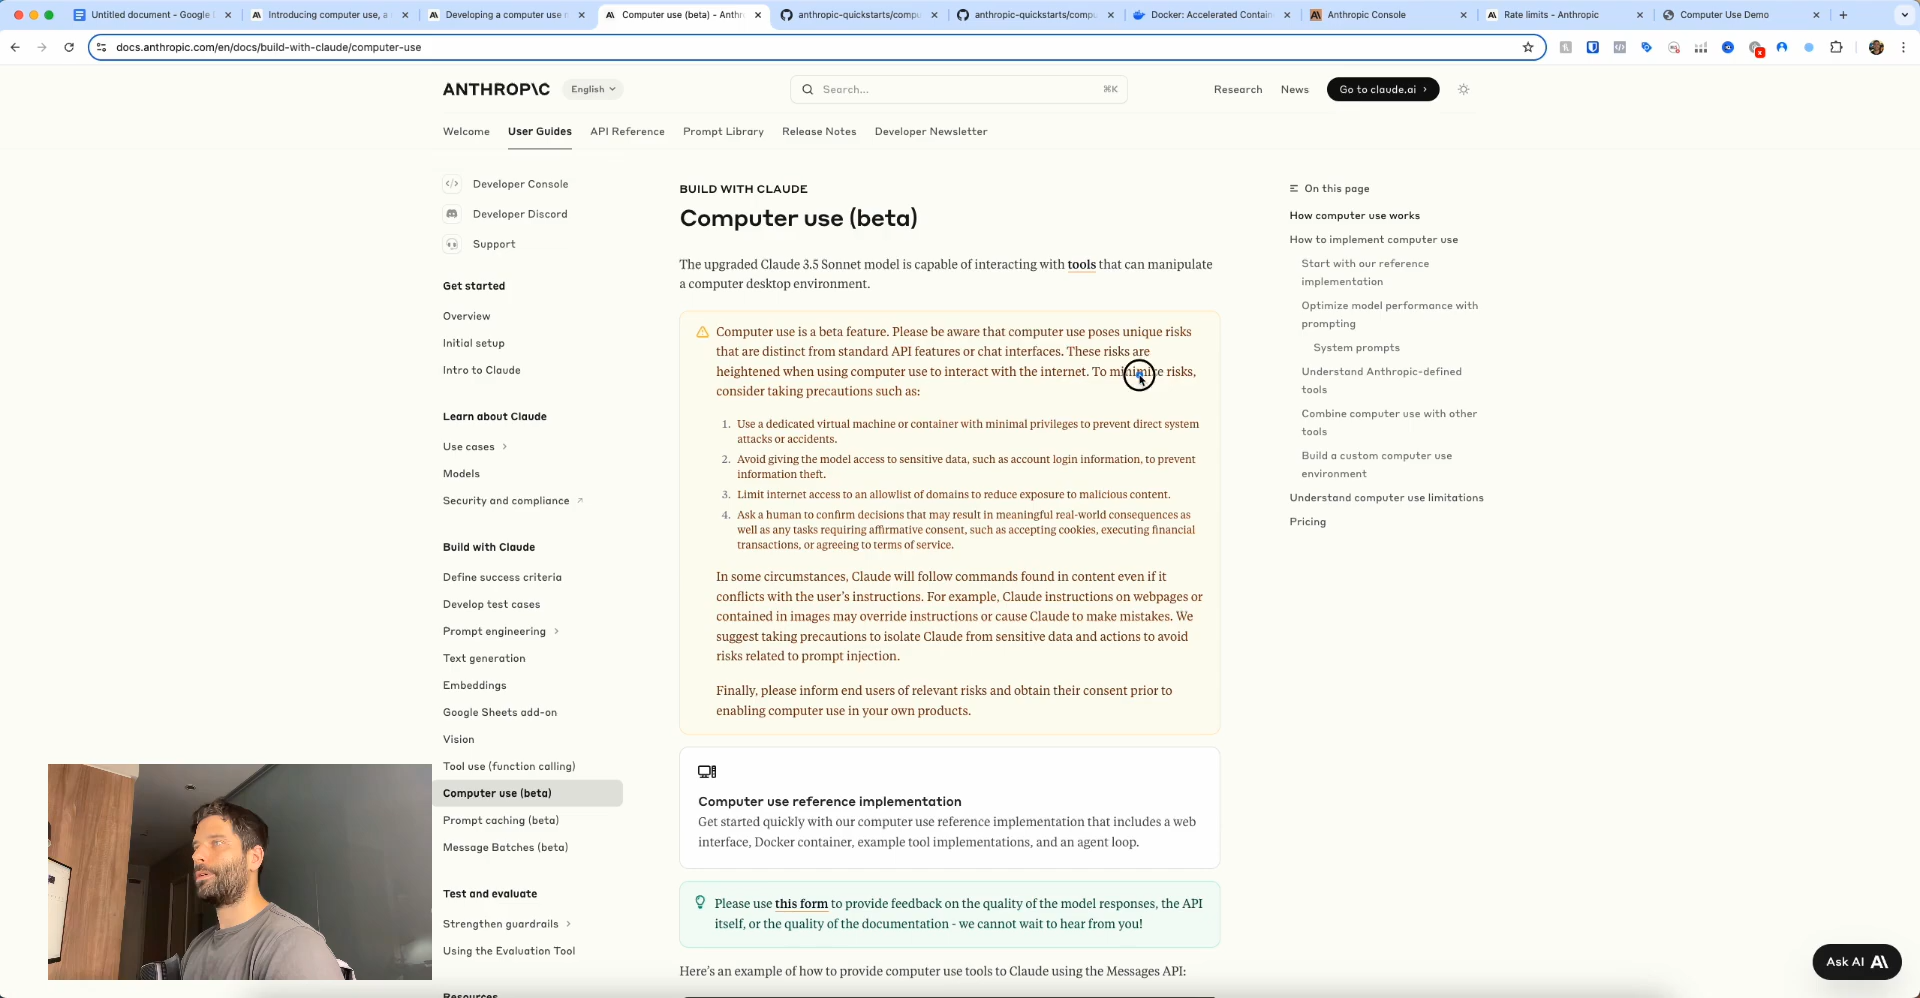 Untitled document - Google
Introducing computer use, a
Developing a computer use
Computer use (beta) - Anthr
anthropic-quickstarts/compu
anthropic-quickstarts/compu
Docker: Accelerated Contain
Anthropic Console
Rate limits - Anthropic
Computer Use Demo
docs.anthropic.com/en/docs/build-with-claude/computer-use
ANTHROP\C
English
Search...
⌘K
Research
News
Go to claude.ai
Welcome
User Guides
API Reference
Prompt Library
Release Notes
Developer Newsletter
Developer Console
Developer Discord
Support
Get started
Overview
Initial setup
Intro to Claude
Learn about Claude
Use cases
Models
Security and compliance
Build with Claude
Define success criteria
Develop test cases
Prompt engineering
Text generation
Embeddings
Google Sheets add-on
Vision
Tool use (function calling)
Computer use (beta)
Prompt caching (beta)
Message Batches (beta)
Test and evaluate
Strengthen guardrails
Using the Evaluation Tool
Resources
BUILD WITH CLAUDE
Computer use (beta)
The upgraded Claude 3.5 Sonnet model is capable of interacting with tools that can manipulate
a computer desktop environment.
Computer use is a beta feature. Please be aware that computer use poses unique risks
that are distinct from standard API features or chat interfaces. These risks are
heightened when using computer use to interact with the internet. To minimize risks,
consider taking precautions such as:
1. Use a dedicated virtual machine or container with minimal privileges to prevent direct system
attacks or accidents.
2. Avoid giving the model access to sensitive data, such as account login information, to prevent
information theft.
3. Limit internet access to an allowlist of domains to reduce exposure to malicious content.
4. Ask a human to confirm decisions that may result in meaningful real-world consequences as
well as any tasks requiring affirmative consent, such as accepting cookies, executing financial
transactions, or agreeing to terms of service.
In some circumstances, Claude will follow commands found in content even if it
conflicts with the user's instructions. For example, Claude instructions on webpages or
contained in images may override instructions or cause Claude to make mistakes. We
suggest taking precautions to isolate Claude from sensitive data and actions to avoid
risks related to prompt injection.
Finally, please inform end users of relevant risks and obtain their consent prior to
enabling computer use in your own products.
Computer use reference implementation
Get started quickly with our computer use reference implementation that includes a web
interface, Docker container, example tool implementations, and an agent loop.
Please use this form to provide feedback on the quality of the model responses, the API
itself, or the quality of the documentation - we cannot wait to hear from you!
Here's an example of how to provide computer use tools to Claude using the Messages API:
On this page
How computer use works
How to implement computer use
Start with our reference
implementation
Optimize model performance with
prompting
System prompts
Understand Anthropic-defined
tools
Combine computer use with other
tools
Build a custom computer use
environment
Understand computer use limitations
Pricing
Ask AI